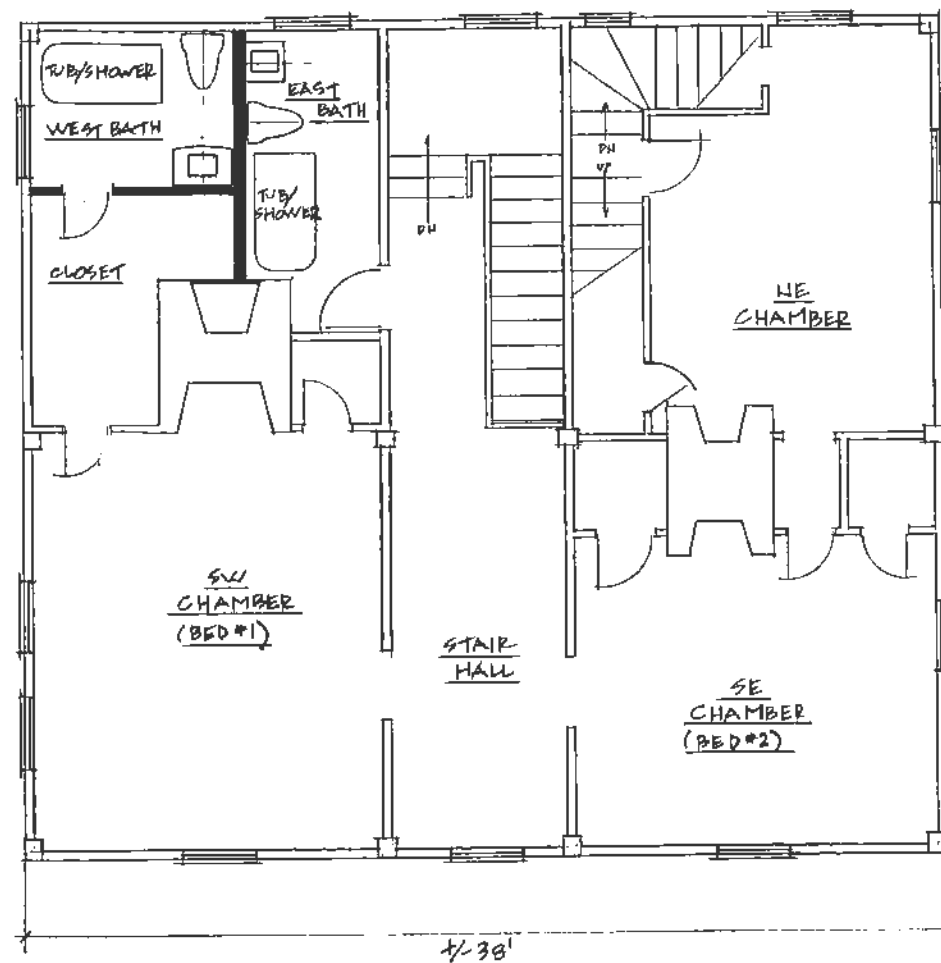 TUB/SHOWER
WEST BATH
EAST
BATH
TUB/
SHOWER
CLOSET
DN
DN
UP
NE
CHAMBER
SW
CHAMBER
(BED #1)
STAIR
HALL
SE
CHAMBER
(BED #2)
+/- 38'